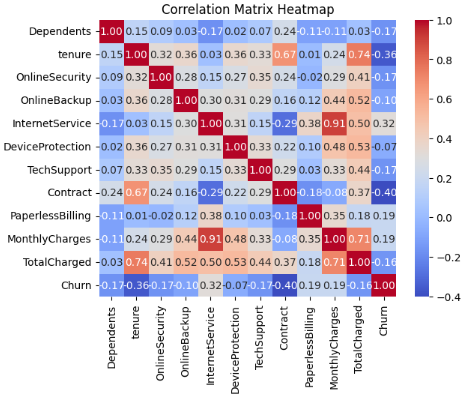 Correlation Matrix Heatmap
Dependents 1.00 0.15 0.09 0.03 -0.17 0.02 0.07 0.24 -0.11 -0.11 0.03 -0.17
tenure 0.15 1.00 0.32 0.36 0.03 0.36 0.33 0.67 0.01 0.24 0.74 -0.36
OnlineSecurity 0.09 0.32 1.00 0.28 0.15 0.27 0.35 0.24 -0.02 0.29 0.41 -0.17
OnlineBackup 0.03 0.36 0.28 1.00 0.30 0.31 0.29 0.16 0.12 0.44 0.52 -0.10
InternetService -0.17 0.03 0.15 0.30 1.00 0.31 0.15 -0.29 0.38 0.91 0.50 0.32
DeviceProtection 0.02 0.36 0.27 0.31 0.31 1.00 0.33 0.22 0.10 0.48 0.53 -0.07
TechSupport 0.07 0.33 0.35 0.29 0.15 0.33 1.00 0.29 0.03 0.33 0.44 -0.17
Contract 0.24 0.67 0.24 0.16 -0.29 0.22 0.29 1.00 -0.18 -0.08 0.37 -0.40
PaperlessBilling -0.11 0.01 -0.02 0.12 0.38 0.10 0.03 -0.18 1.00 0.35 0.18 0.19
MonthlyCharges -0.11 0.24 0.29 0.44 0.91 0.48 0.33 -0.08 0.35 1.00 0.71 0.19
TotalCharged 0.03 0.74 0.41 0.52 0.50 0.53 0.44 0.37 0.18 0.71 1.00 -0.16
Churn -0.17 -0.36 -0.17 -0.10 0.32 -0.07 -0.17 -0.40 0.19 0.19 -0.16 1.00
Dependents
tenure
OnlineSecurity
OnlineBackup
InternetService
DeviceProtection
TechSupport
Contract
PaperlessBilling
MonthlyCharges
TotalCharged
Churn
1.0
0.8
0.6
0.4
0.2
0.0
−0.2
−0.4